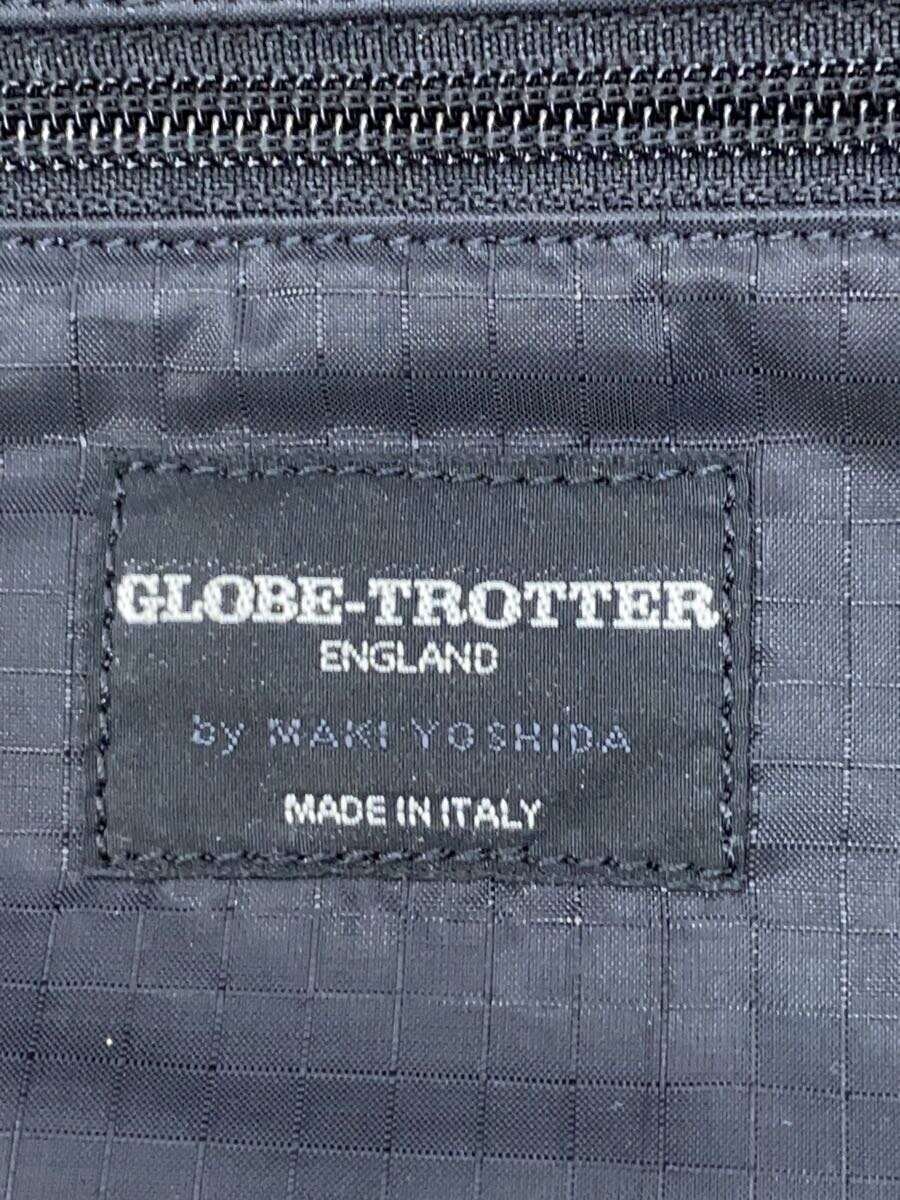 GLOBE-TROTTER
ENGLAND
by MAKI YOSHIDA
MADE IN ITALY